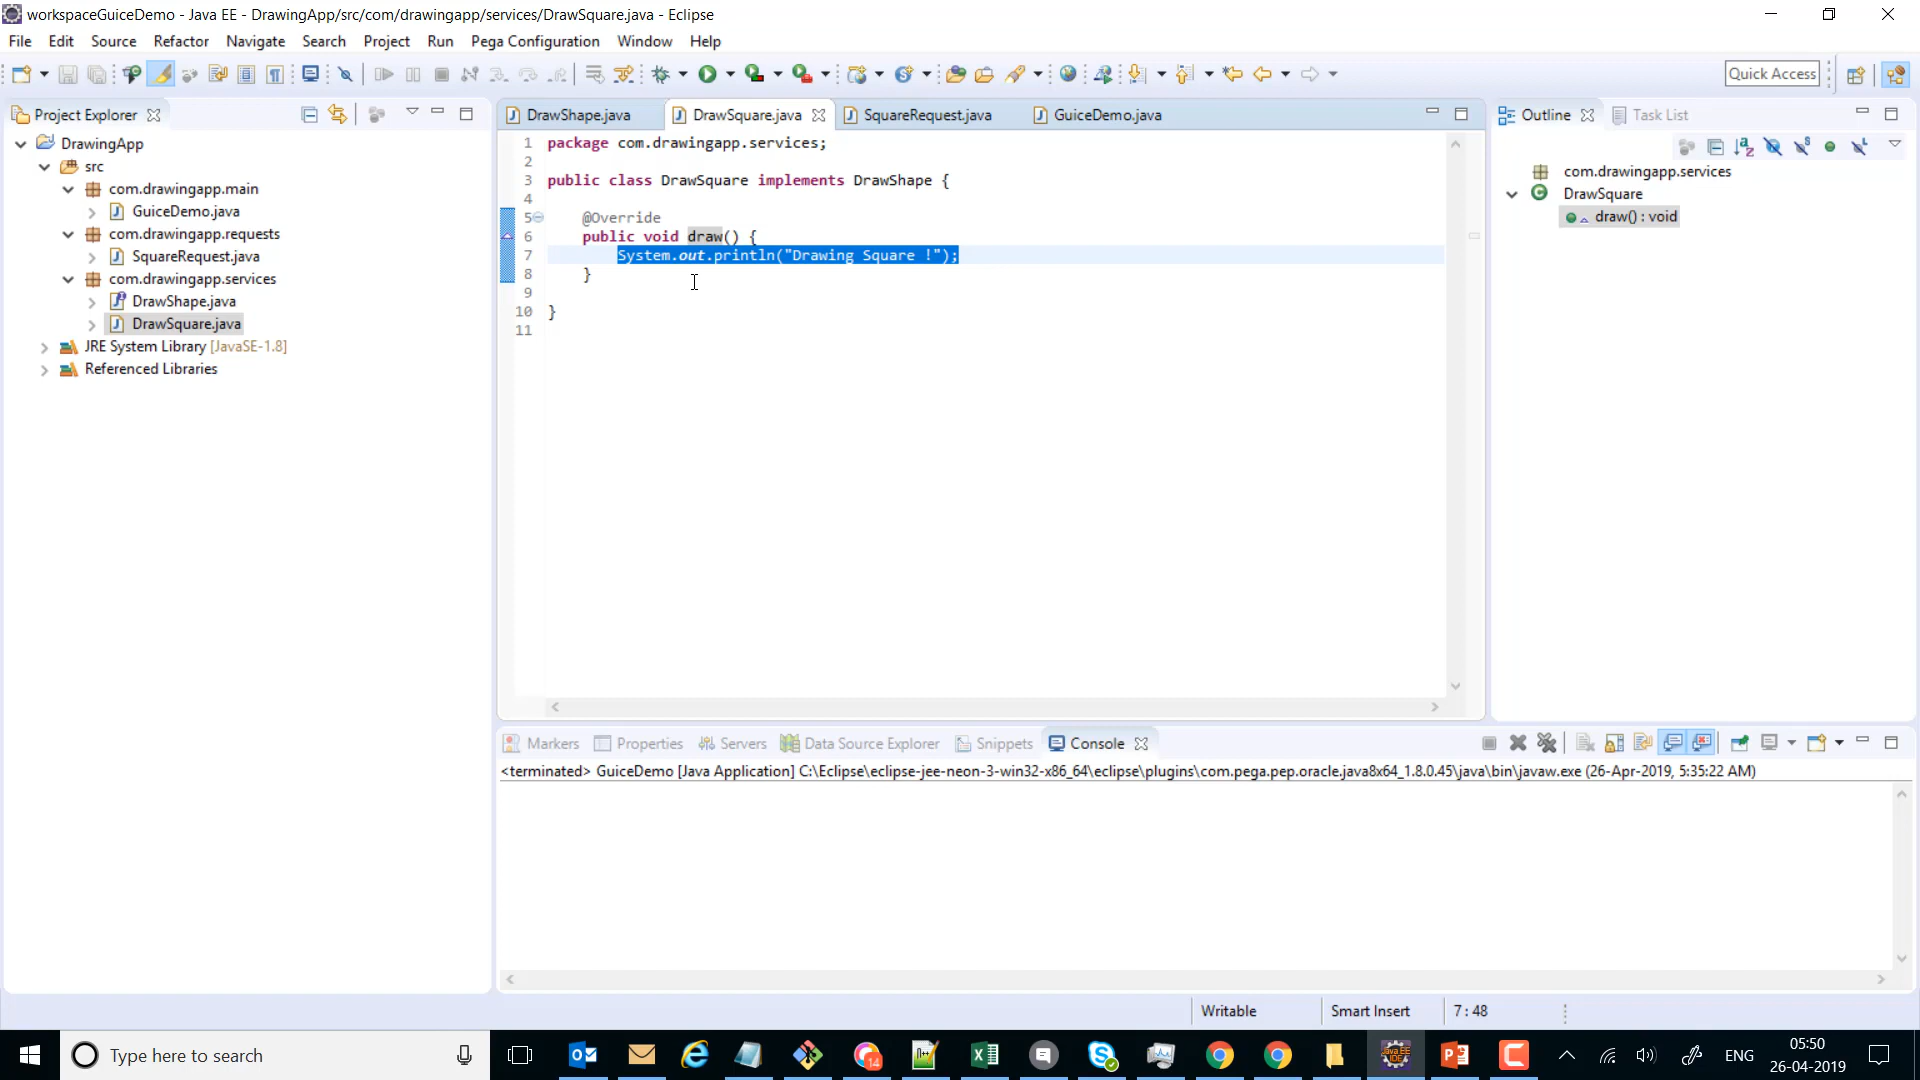 workspaceGuiceDemo - Java EE - DrawingApp/src/com/drawingapp/services/DrawSquare.java - Eclipse
File Edit Source Refactor Navigate Search Project Run Pega Configuration Window Help
Quick Access
Project Explorer
DrawingApp
src
com.drawingapp.main
GuiceDemo.java
com.drawingapp.requests
SquareRequest.java
com.drawingapp.services
DrawShape.java
DrawSquare.java
JRE System Library [JavaSE-1.8]
Referenced Libraries
DrawShape.java DrawSquare.java SquareRequest.java GuiceDemo.java
1 package com.drawingapp.services;
2
3 public class DrawSquare implements DrawShape {
4
5 @Override
6 public void draw() {
7 System.out.println("Drawing Square !");
8 }
9
10 }
11
Outline Task List
com.drawingapp.services
DrawSquare
draw() : void
Markers Properties Servers Data Source Explorer Snippets Console
<terminated> GuiceDemo [Java Application] C:\Eclipse\eclipse-jee-neon-3-win32-x86_64\eclipse\plugins\com.pega.pep.oracle.java8x64_1.8.0.45\java\bin\javaw.exe (26-Apr-2019, 5:35:22 AM)
Writable Smart Insert 7 : 48
Type here to search
14
Java EE
IDE
ENG
05:50
26-04-2019